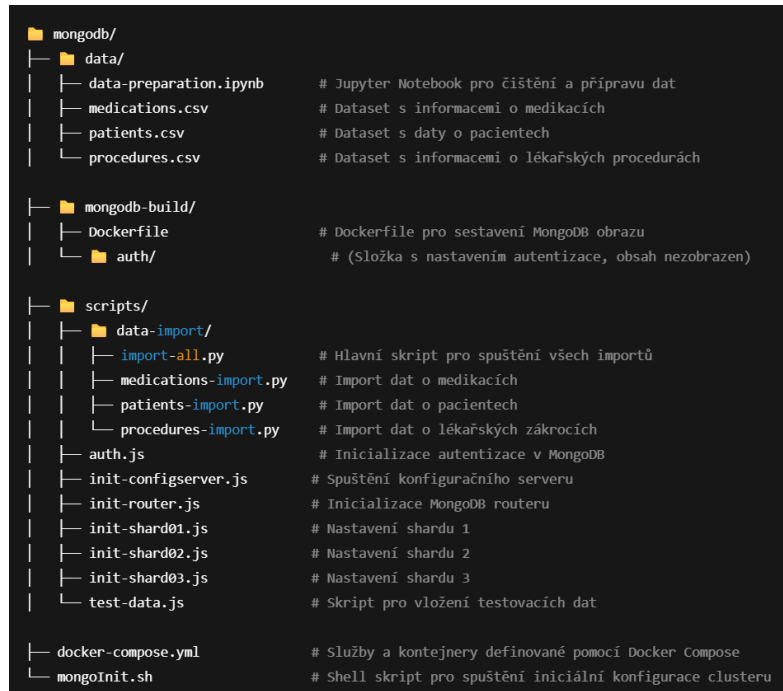 mongodb/
├── data/
│   ├── data-preparation.ipynb      # Jupyter Notebook pro čištění a přípravu dat
│   ├── medications.csv             # Dataset s informacemi o medikacích
│   ├── patients.csv                # Dataset s daty o pacientech
│   └── procedures.csv              # Dataset s informacemi o lékařských procedurách
├── mongodb-build/
│   ├── Dockerfile                  # Dockerfile pro sestavení MongoDB obrazu
│   └── auth/                        # (Složka s nastavením autentizace, obsah nezobrazen)
├── scripts/
│   ├── data-import/
│   │   ├── import-all.py           # Hlavní skript pro spuštění všech importů
│   │   ├── medications-import.py   # Import dat o medikacích
│   │   ├── patients-import.py      # Import dat o pacientech
│   │   └── procedures-import.py    # Import dat o lékařských zákrocích
│   ├── auth.js                     # Inicializace autentizace v MongoDB
│   ├── init-configserver.js       # Spuštění konfiguračního serveru
│   ├── init-router.js             # Inicializace MongoDB routeru
│   ├── init-shard01.js            # Nastavení shardu 1
│   ├── init-shard02.js            # Nastavení shardu 2
│   ├── init-shard03.js            # Nastavení shardu 3
│   └── test-data.js               # Skript pro vložení testovacích dat
├── docker-compose.yml             # Služby a kontejnery definované pomocí Docker Compose
└── mongoInit.sh                   # Shell skript pro spuštění iniciální konfigurace clusteru